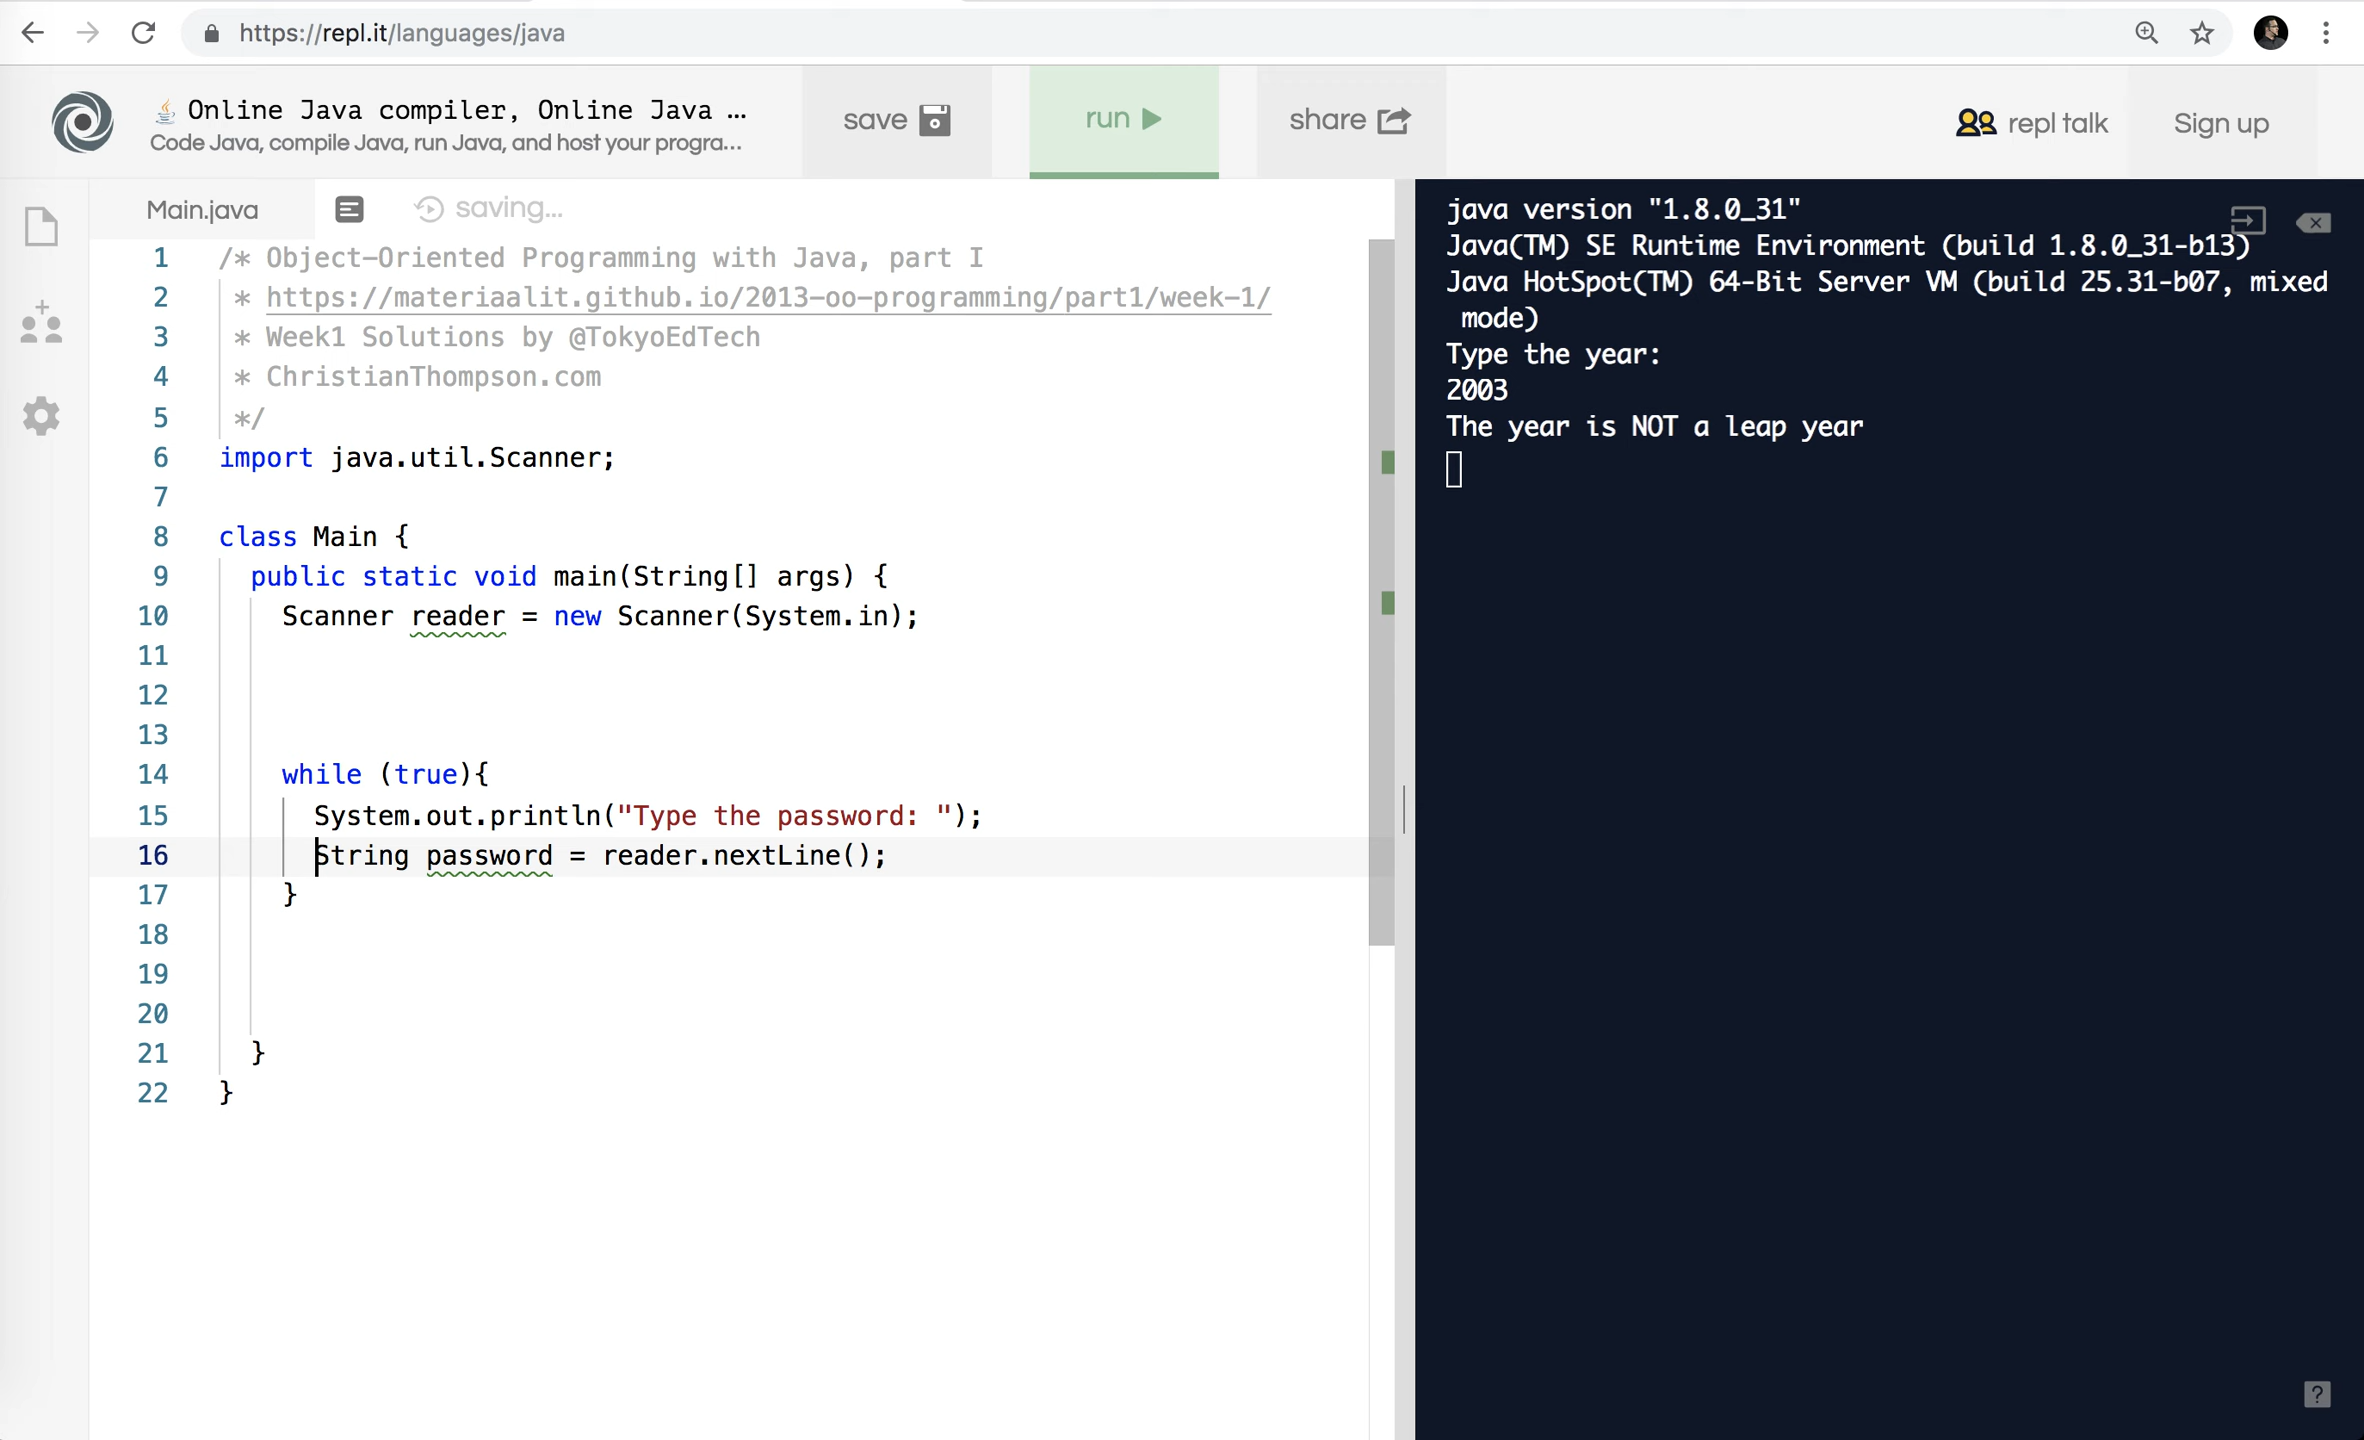 https://repl.it/languages/java
Online Java compiler, Online Java ...
Code Java, compile Java, run Java, and host your progra...
save
run
share
repl talk
Sign up
Main.java
saving...
1 /* Object-Oriented Programming with Java, part I
2 * https://materiaalit.github.io/2013-oo-programming/part1/week-1/
3 * Week1 Solutions by @TokyoEdTech
4 * ChristianThompson.com
5 */
6 import java.util.Scanner;
7
8 class Main {
9 public static void main(String[] args) {
10 Scanner reader = new Scanner(System.in);
11
12
13
14 while (true){
15 System.out.println("Type the password: ");
16 String password = reader.nextLine();
17 }
18
19
20
21 }
22 }
java version "1.8.0_31"
Java(TM) SE Runtime Environment (build 1.8.0_31-b13)
Java HotSpot(TM) 64-Bit Server VM (build 25.31-b07, mixed
mode)
Type the year:
2003
The year is NOT a leap year
?